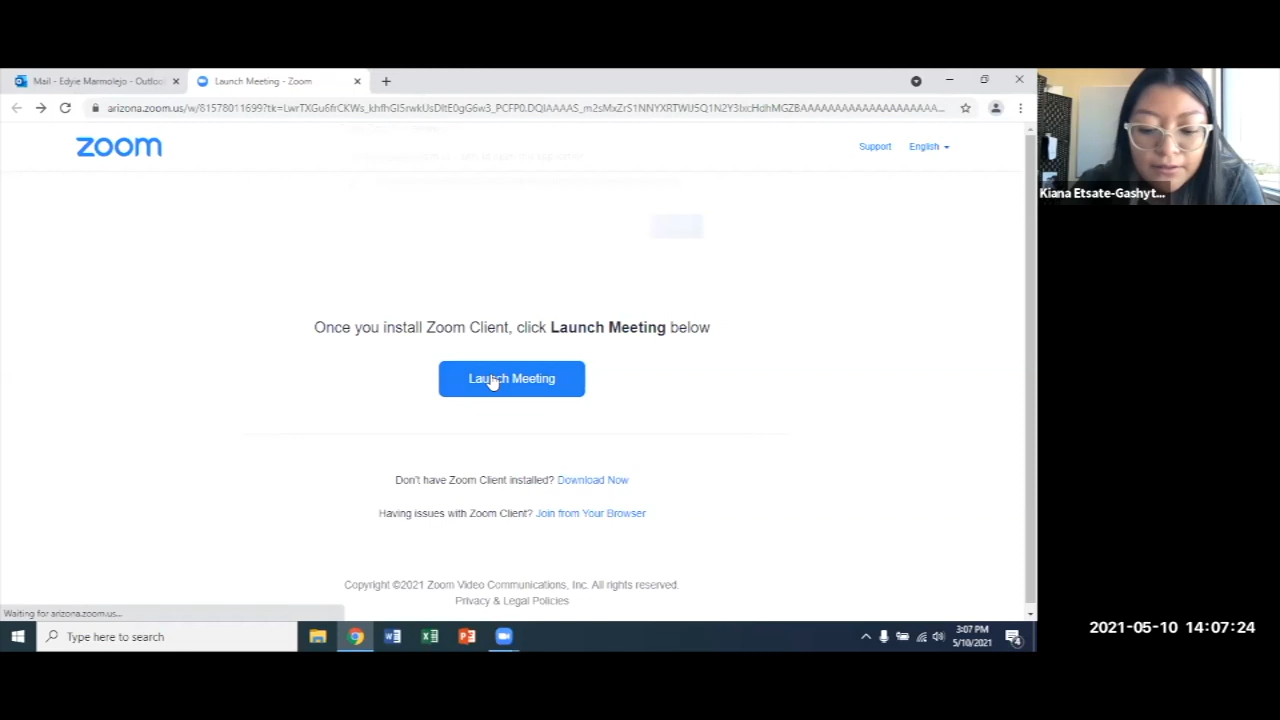 Mail - Edyie Marmolejo - Outloo
Launch Meeting - Zoom
zoom
Support
English
Kiana Etsate-Gashyt...
Once you install Zoom Client, click Launch Meeting below
Launch Meeting
Don't have Zoom Client installed? Download Now
Having issues with Zoom Client? Join from Your Browser
Copyright ©2021 Zoom Video Communications, Inc. All rights reserved.
Privacy & Legal Policies
Waiting for arizona.zoom.us...
Type here to search
3:07 PM
5/10/2021
4
2021-05-10 14:07:24